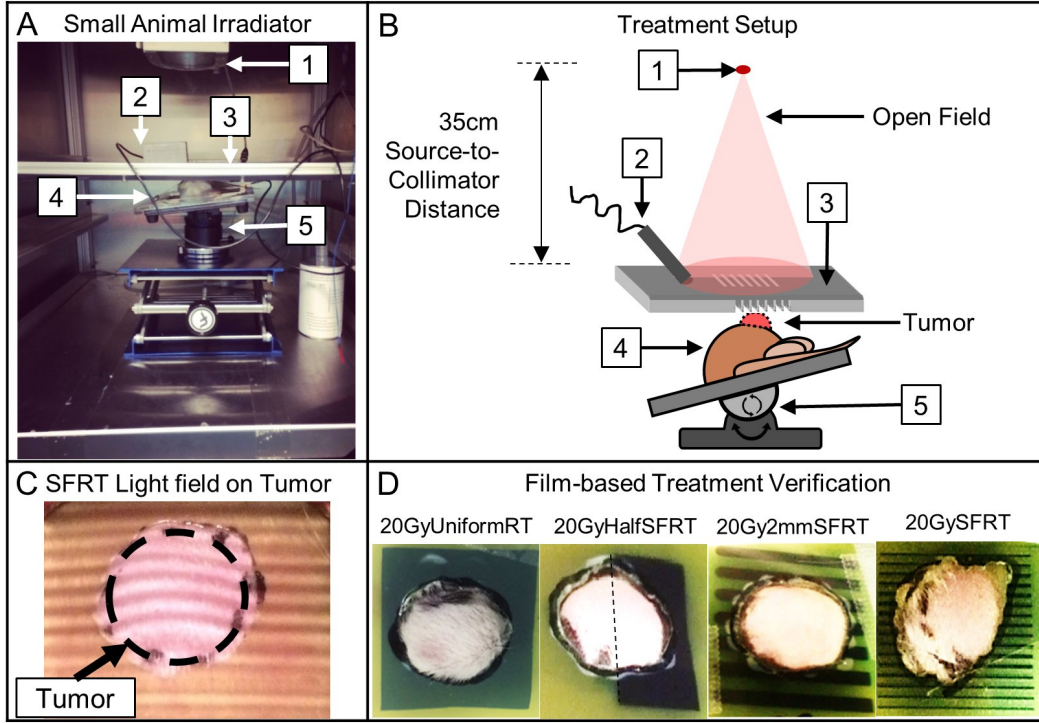 A Small Animal Irradiator
1
2
3
4
5
B Treatment Setup
1
Open Field
35cm
Source-to-
Collimator
Distance
2
3
Tumor
4
5
C SFRT Light field on Tumor
Tumor
D Film-based Treatment Verification
20GyUniformRT 20GyHalfSFRT 20Gy2mmSFRT 20GySFRT